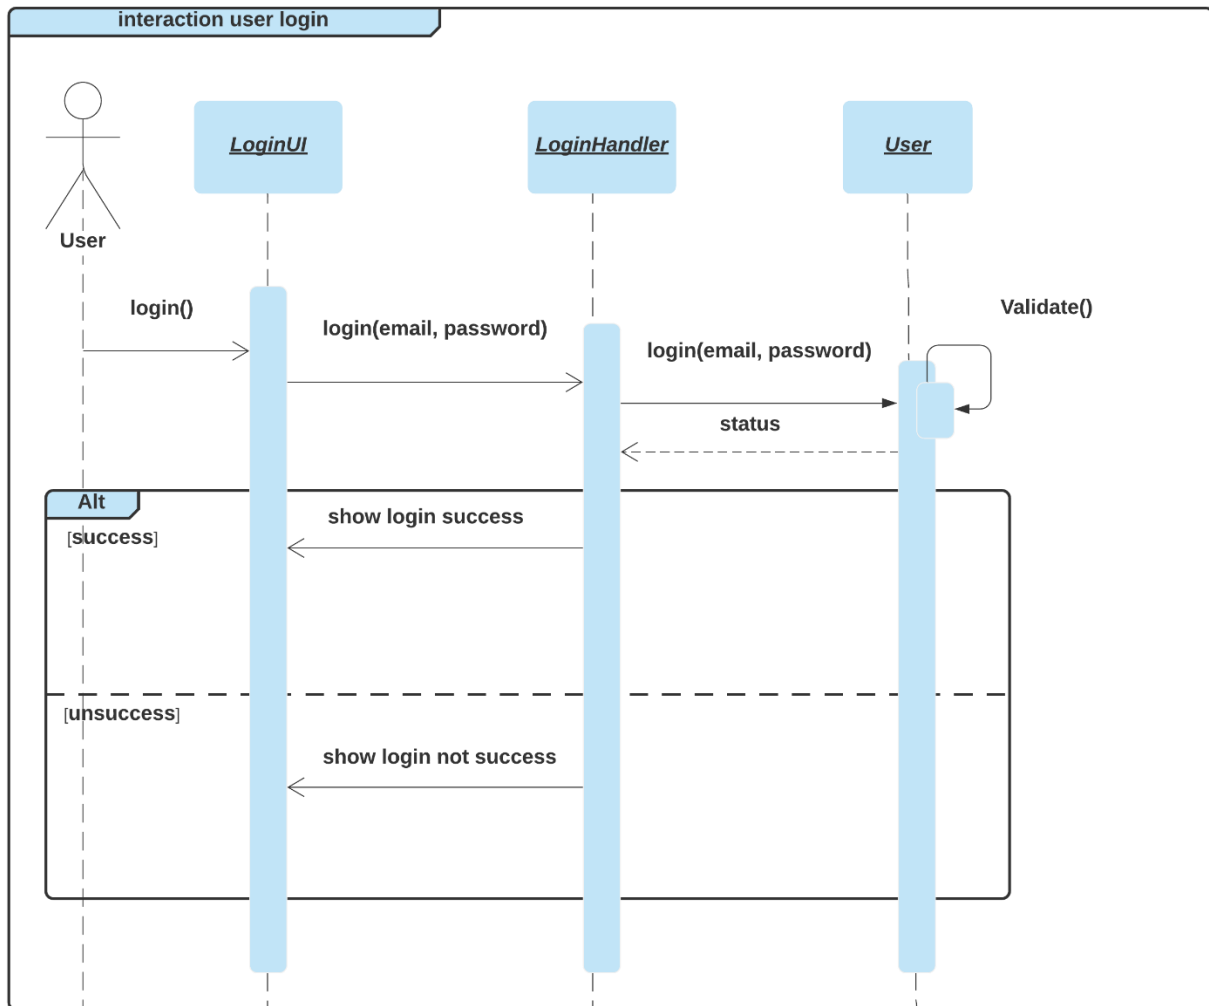 interaction user login
LoginUI
LoginHandler
User
User
login()
login(email, password)
login(email, password)
Validate()
status
Alt
[success]
show login success
[unsuccess]
show login not success